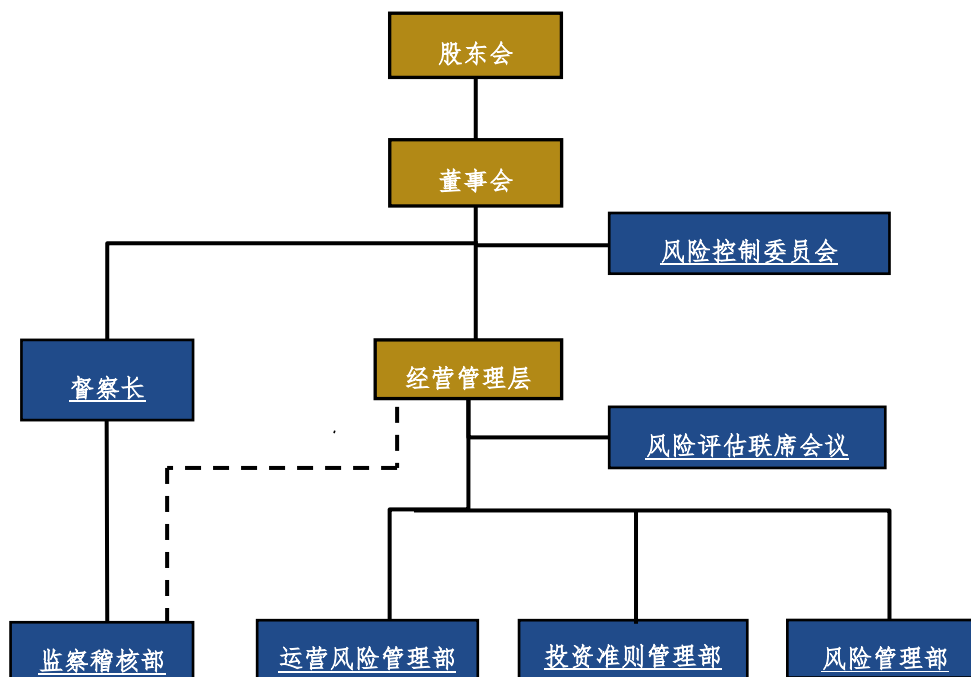 股东会
董事会
风险控制委员会
督察长
经营管理层
风险评估联席会议
监察稽核部
运营风险管理部
投资准则管理部
风险管理部